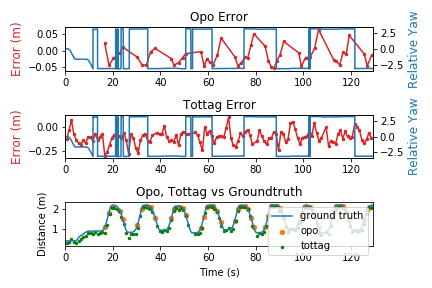 Opo Error
Error (m)
0.05
0.00
−0.05
2.5
0.0
−2.5
Relative Yaw
0 20 40 60 80 100 120
Tottag Error
Error (m)
0.00
−0.25
2.5
0.0
−2.5
Relative Yaw
0 20 40 60 80 100 120
Opo, Tottag vs Groundtruth
Distance (m)
2
1
ground truth
opo
tottag
0 20 40 60 80 100 120
Time (s)